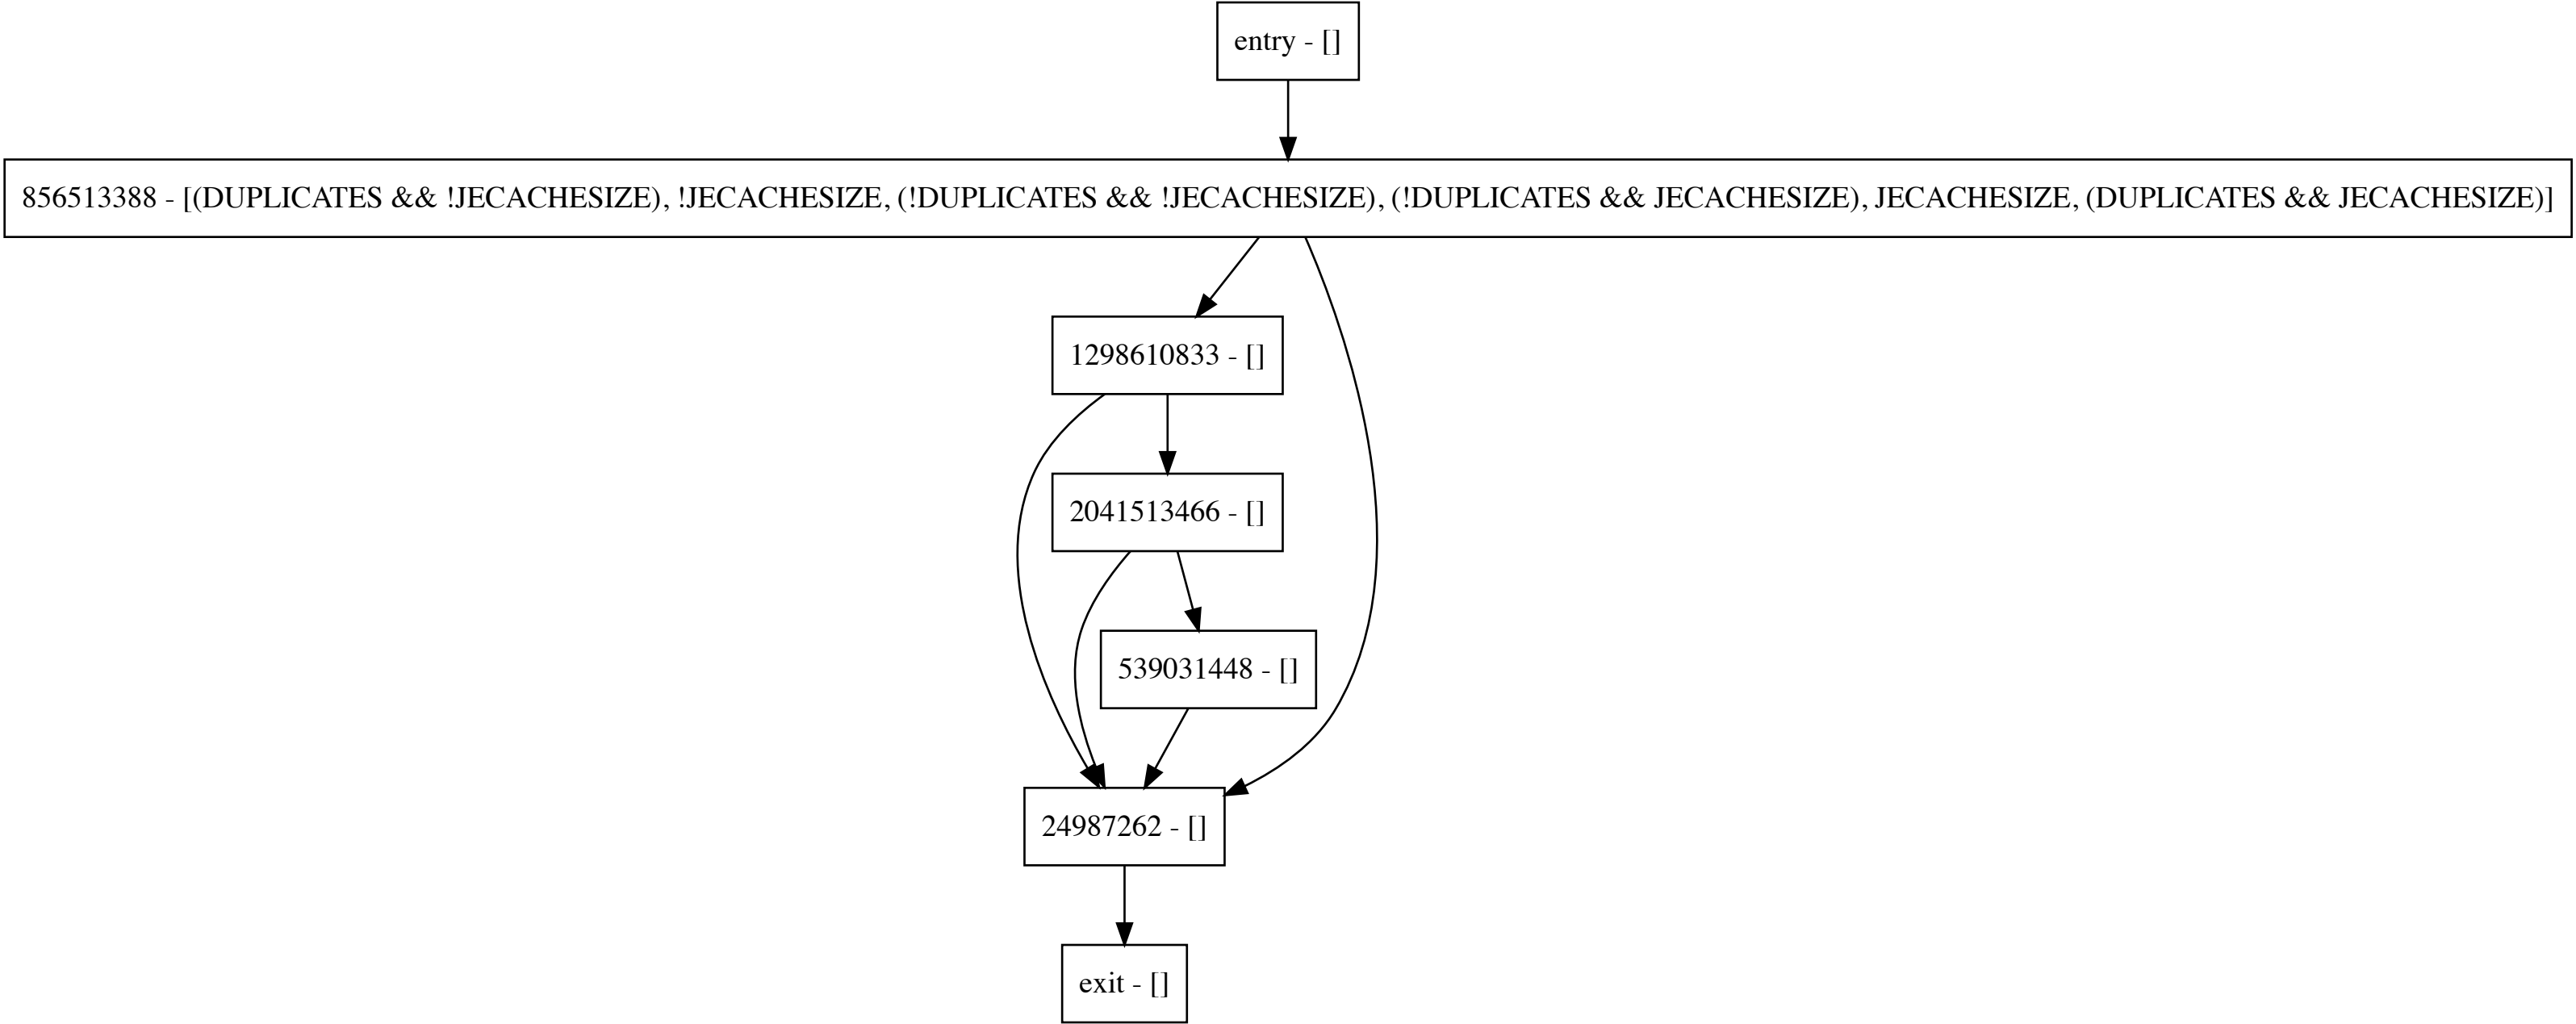 entry - []
856513388 - [(DUPLICATES && !JECACHESIZE), !JECACHESIZE, (!DUPLICATES && !JECACHESIZE), (!DUPLICATES && JECACHESIZE), JECACHESIZE, (DUPLICATES && JECACHESIZE)]
1298610833 - []
2041513466 - []
539031448 - []
24987262 - []
exit - []